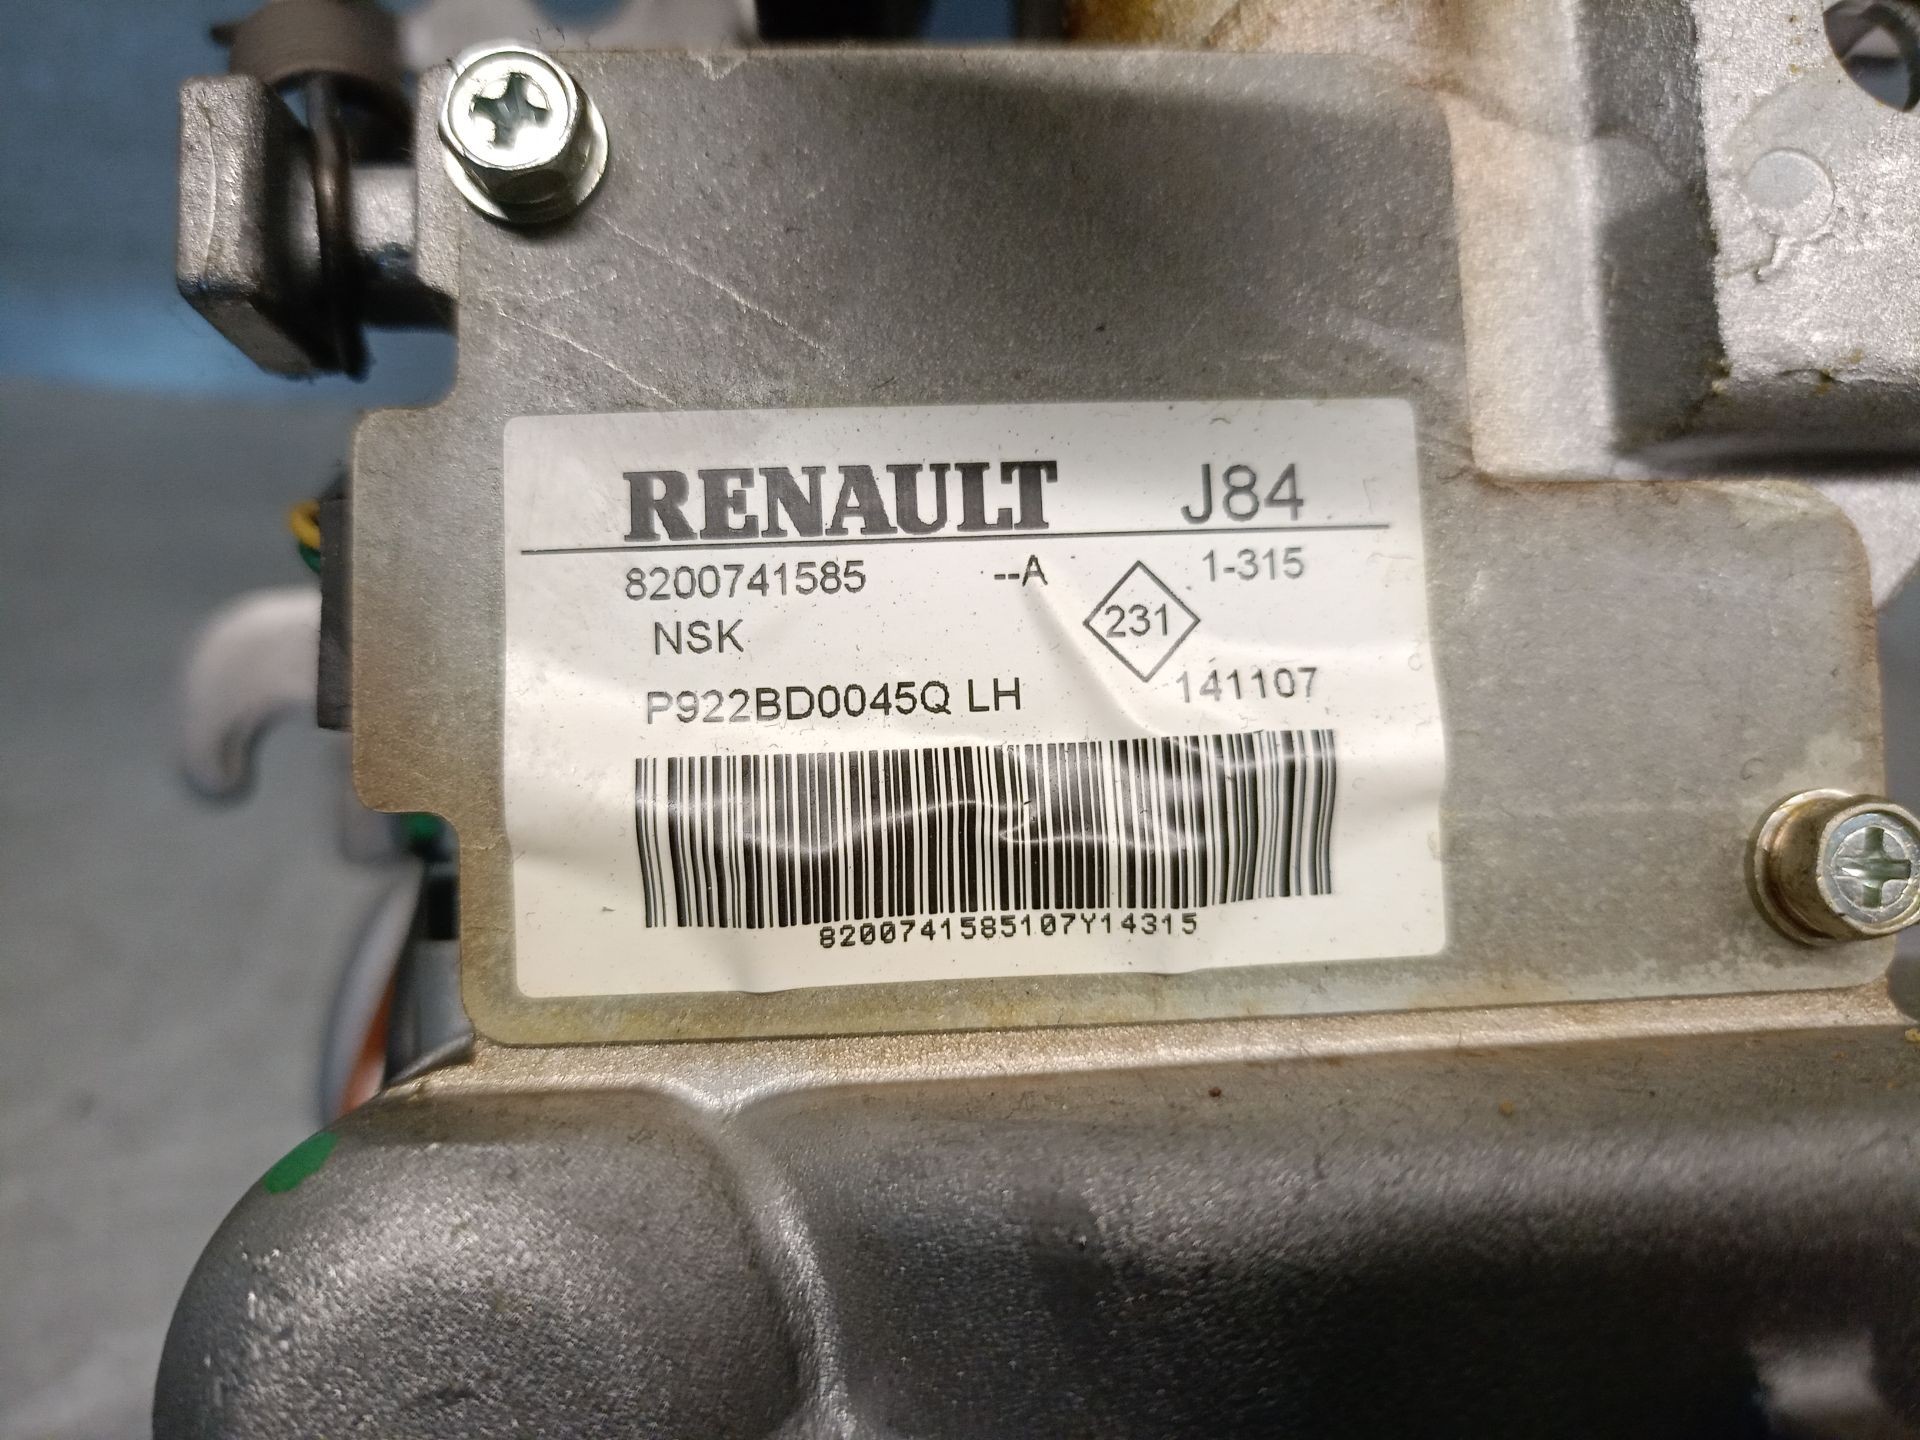 RENAULT J84
8200741585 --A 1-315
NSK 231
P922BD0045Q LH 141107
8200741585107Y14315